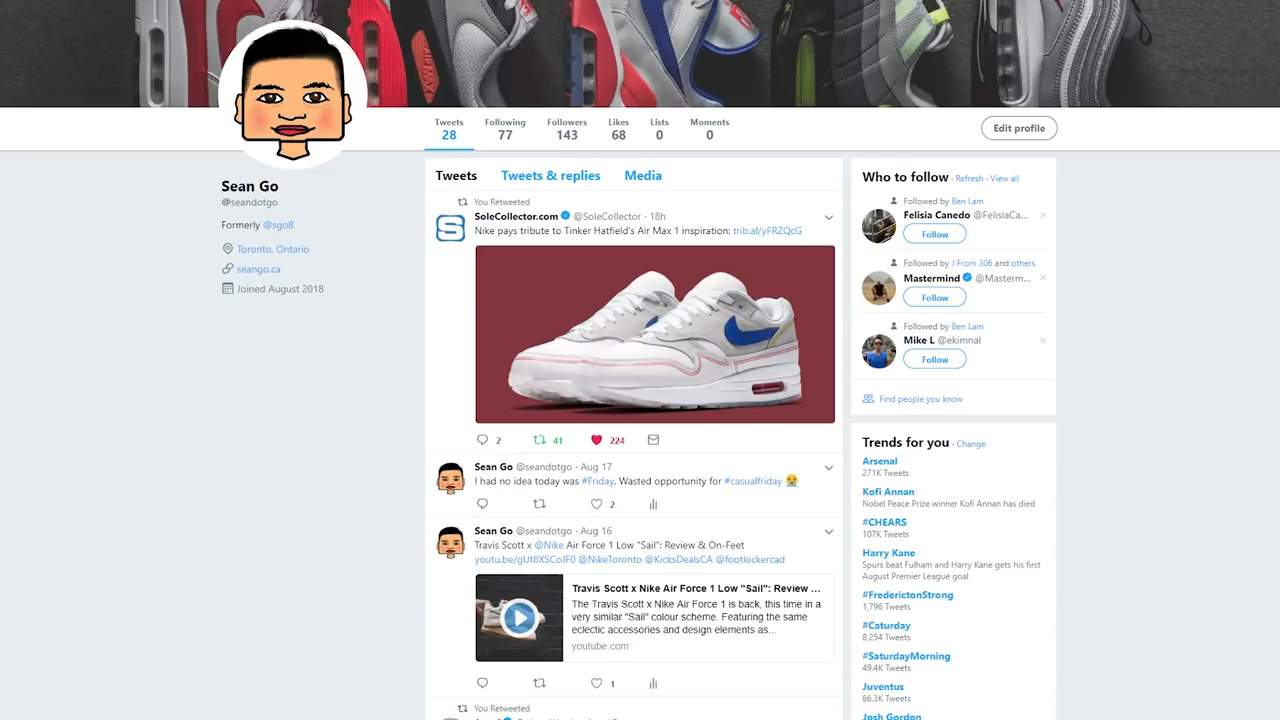 Tweets
28
Following
77
Followers
143
Likes
68
Lists
0
Moments
0
Edit profile
Sean Go
@seandotgo
Formerly @sgo8
Toronto, Ontario
seango.ca
Joined August 2018
Tweets Tweets & replies Media
You Retweeted
SoleCollector.com @SoleCollector · 18h
Nike pays tribute to Tinker Hatfield's Air Max 1 inspiration: trib.al/yFRZQcG
2 41 224
Sean Go @seandotgo · Aug 17
I had no idea today was #Friday. Wasted opportunity for #casualfriday 😭
2
Sean Go @seandotgo · Aug 16
Travis Scott x @Nike Air Force 1 Low "Sail": Review & On-Feet
youtu.be/gUt8XSCoJF0 @NikeToronto @KicksDealsCA @footlockercad
Travis Scott x Nike Air Force 1 Low "Sail": Review ...
The Travis Scott x Nike Air Force 1 is back, this time in a
very similar "Sail" colour scheme. Featuring the same
eclectic accessories and design elements as...
youtube.com
1
You Retweeted
Who to follow · Refresh · View all
Followed by Ben Lam
Felisia Canedo @FelisiaCa...
Follow
Followed by J From 306 and others
Mastermind @Masterm...
Follow
Followed by Ben Lam
Mike L @ekimnal
Follow
Find people you know
Trends for you · Change
Arsenal
271K Tweets
Kofi Annan
Nobel Peace Prize winner Kofi Annan has died
#CHEARS
107K Tweets
Harry Kane
Spurs beat Fulham and Harry Kane gets his first
August Premier League goal
#FrederictonStrong
1,796 Tweets
#Caturday
8,254 Tweets
#SaturdayMorning
49.4K Tweets
Juventus
86.3K Tweets
Josh Gordon